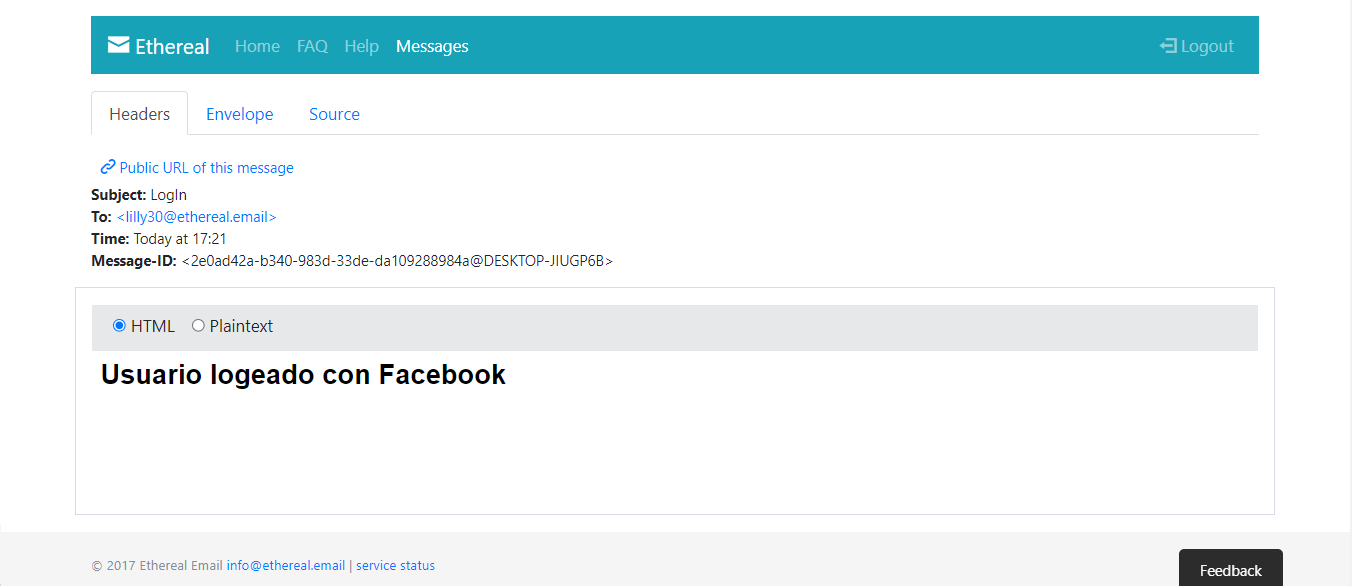 Ethereal Home FAQ Help Messages Logout
Headers Envelope Source
Public URL of this message
Subject: LogIn
To: <lilly30@ethereal.email>
Time: Today at 17:21
Message-ID: <2e0ad42a-b340-983d-33de-da109288984a@DESKTOP-JIUGP6B>
HTML Plaintext
Usuario logeado con Facebook
© 2017 Ethereal Email info@ethereal.email | service status
Feedback